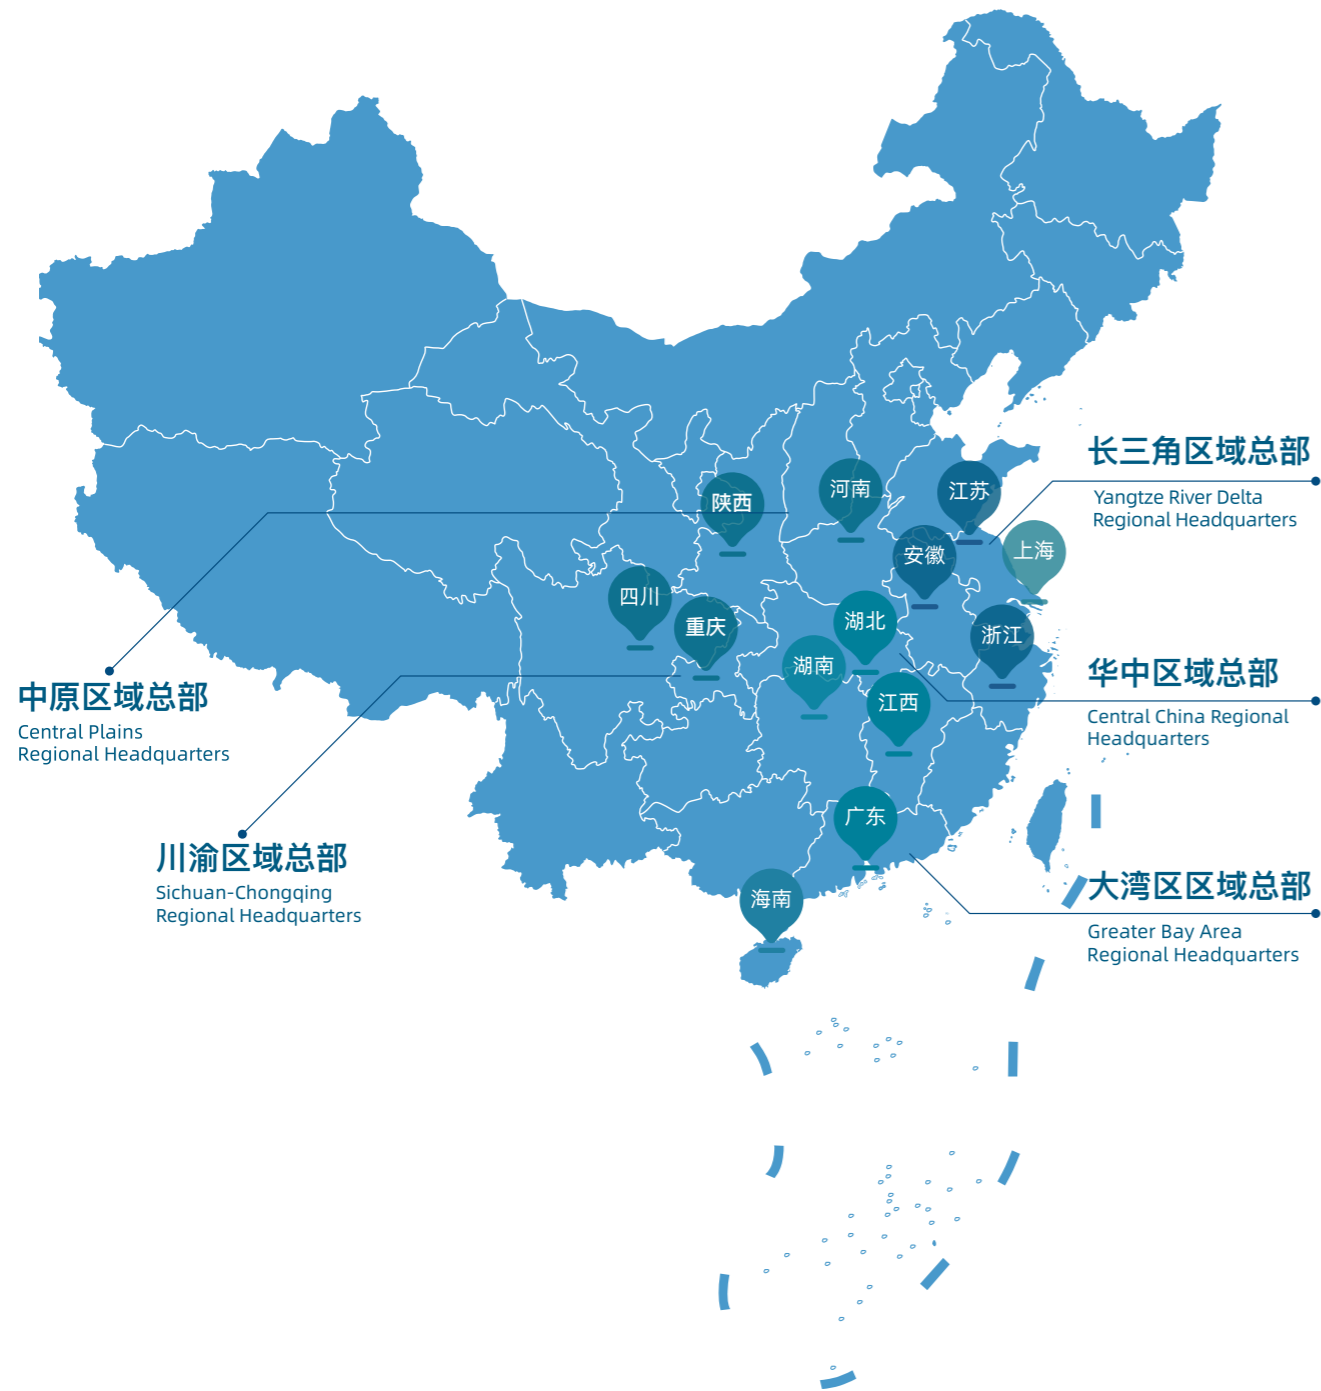 长三角区域总部
Yangtze River Delta
Regional Headquarters
陕西
河南
江苏
安徽
上海
四川
重庆
湖北
浙江
湖南
江西
华中区域总部
Central China Regional
Headquarters
中原区域总部
Central Plains
Regional Headquarters
川渝区域总部
Sichuan-Chongqing
Regional Headquarters
广东
海南
大湾区区域总部
Greater Bay Area
Regional Headquarters